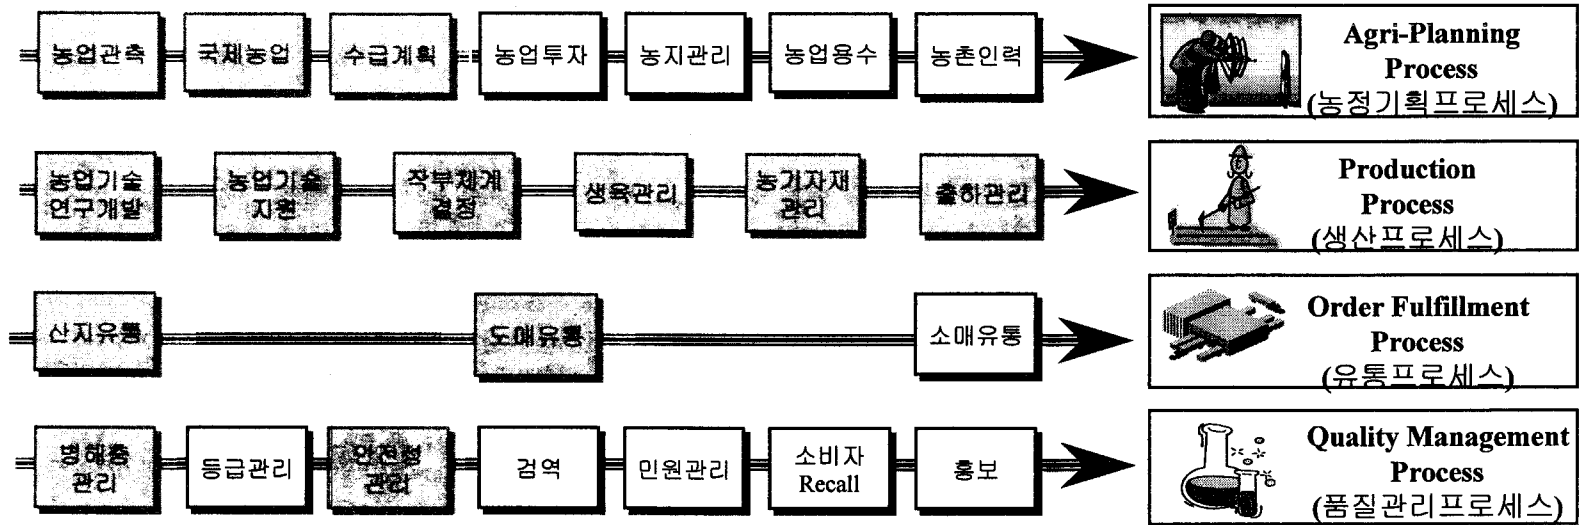 농업관측 국제농업 수급계획 농업투자 농지관리 농업용수 농촌인력
Agri-Planning
Process
(농정기획프로세스)
농업기술
연구개발
농업기술
지원
작부체계
결정
생육관리
농기자재
관리
출하관리
Production
Process
(생산프로세스)
산지유통 도매유통 소매유통
Order Fulfillment
Process
(유통프로세스)
병해충
관리
등급관리
안전성
관리
검역
민원관리
소비자
Recall
홍보
Quality Management
Process
(품질관리프로세스)